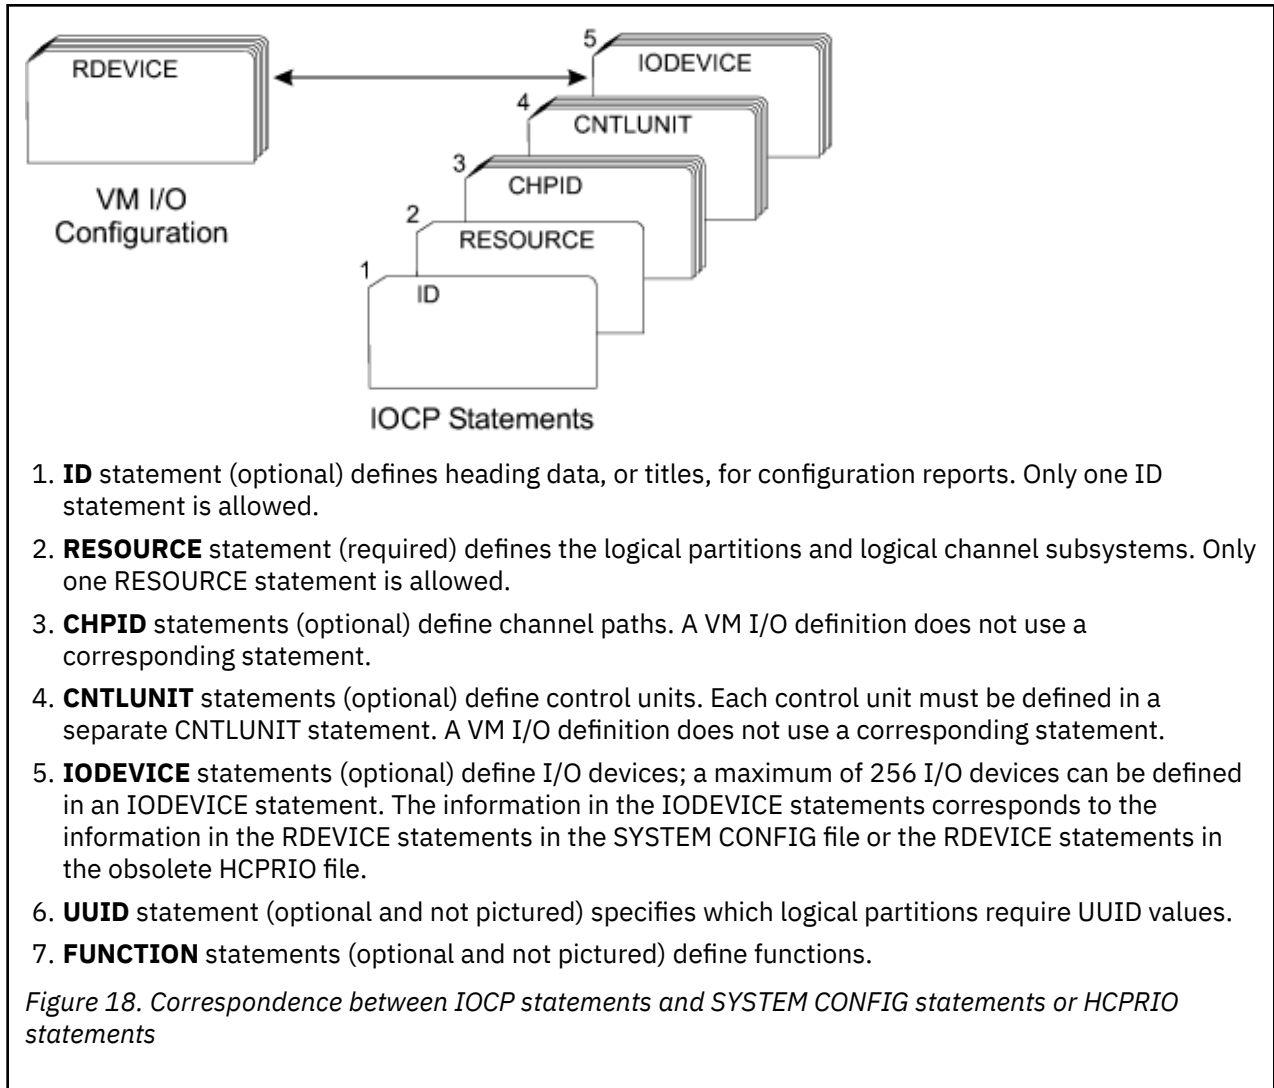 RDEVICE
VM I/O
Configuration
5
IODEVICE
4
CNTLUNIT
3
CHPID
2
RESOURCE
1
ID
IOCP Statements
1. ID statement (optional) defines heading data, or titles, for configuration reports. Only one ID
statement is allowed.
2. RESOURCE statement (required) defines the logical partitions and logical channel subsystems. Only
one RESOURCE statement is allowed.
3. CHPID statements (optional) define channel paths. A VM I/O definition does not use a
corresponding statement.
4. CNTLUNIT statements (optional) define control units. Each control unit must be defined in a
separate CNTLUNIT statement. A VM I/O definition does not use a corresponding statement.
5. IODEVICE statements (optional) define I/O devices; a maximum of 256 I/O devices can be defined
in an IODEVICE statement. The information in the IODEVICE statements corresponds to the
information in the RDEVICE statements in the SYSTEM CONFIG file or the RDEVICE statements in
the obsolete HCPRIO file.
6. UUID statement (optional and not pictured) specifies which logical partitions require UUID values.
7. FUNCTION statements (optional and not pictured) define functions.
Figure 18. Correspondence between IOCP statements and SYSTEM CONFIG statements or HCPRIO
statements